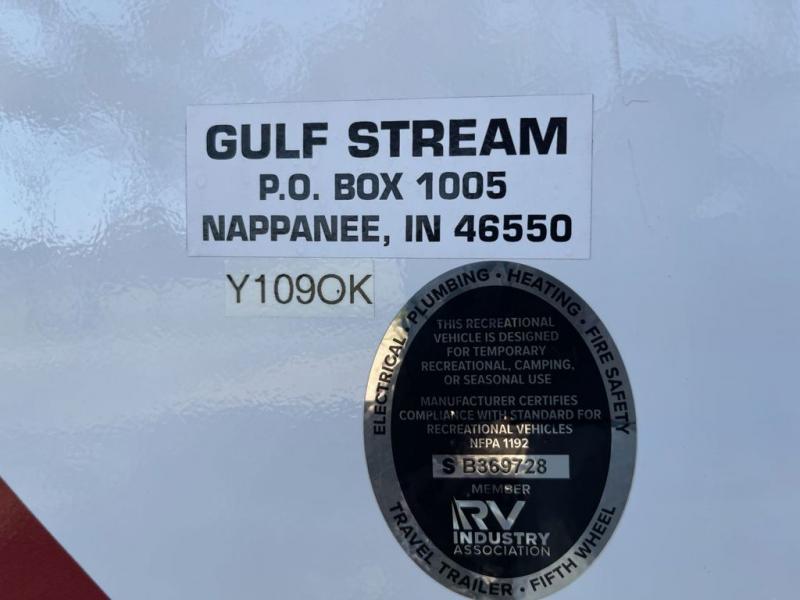 GULF STREAM
P.O. BOX 1005
NAPPANEE, IN 46550
Y109OK
ELECTRICAL • PLUMBING • HEATING • FIRE SAFETY
THIS RECREATIONAL
VEHICLE IS DESIGNED
FOR TEMPORARY
RECREATIONAL, CAMPING,
OR SEASONAL USE
MANUFACTURER CERTIFIES
COMPLIANCE WITH STANDARD FOR
RECREATIONAL VEHICLES
NFPA 1192
S B369728
MEMBER
RV
INDUSTRY
ASSOCIATION
TRAVEL TRAILER • FIFTH WHEEL